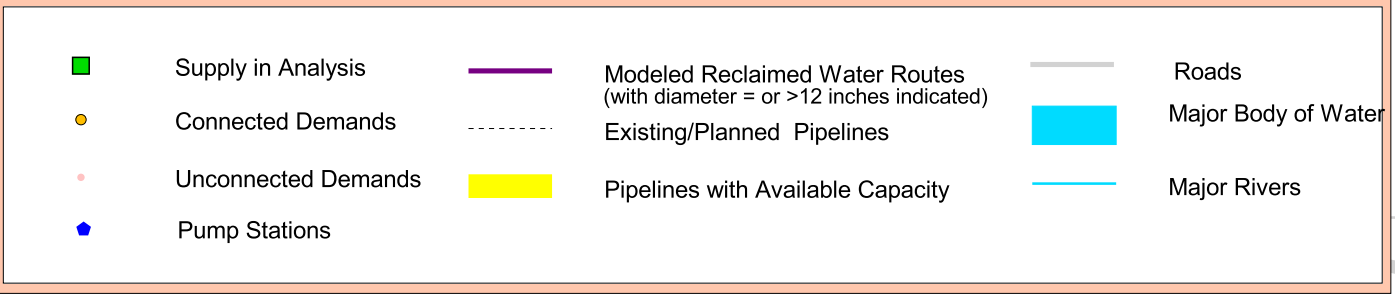 Supply in Analysis
Connected Demands
Unconnected Demands
Pump Stations
Modeled Reclaimed Water Routes
(with diameter = or >12 inches indicated)
Existing/Planned  Pipelines
Pipelines with Available Capacity
Roads
Major Body of Water
Major Rivers